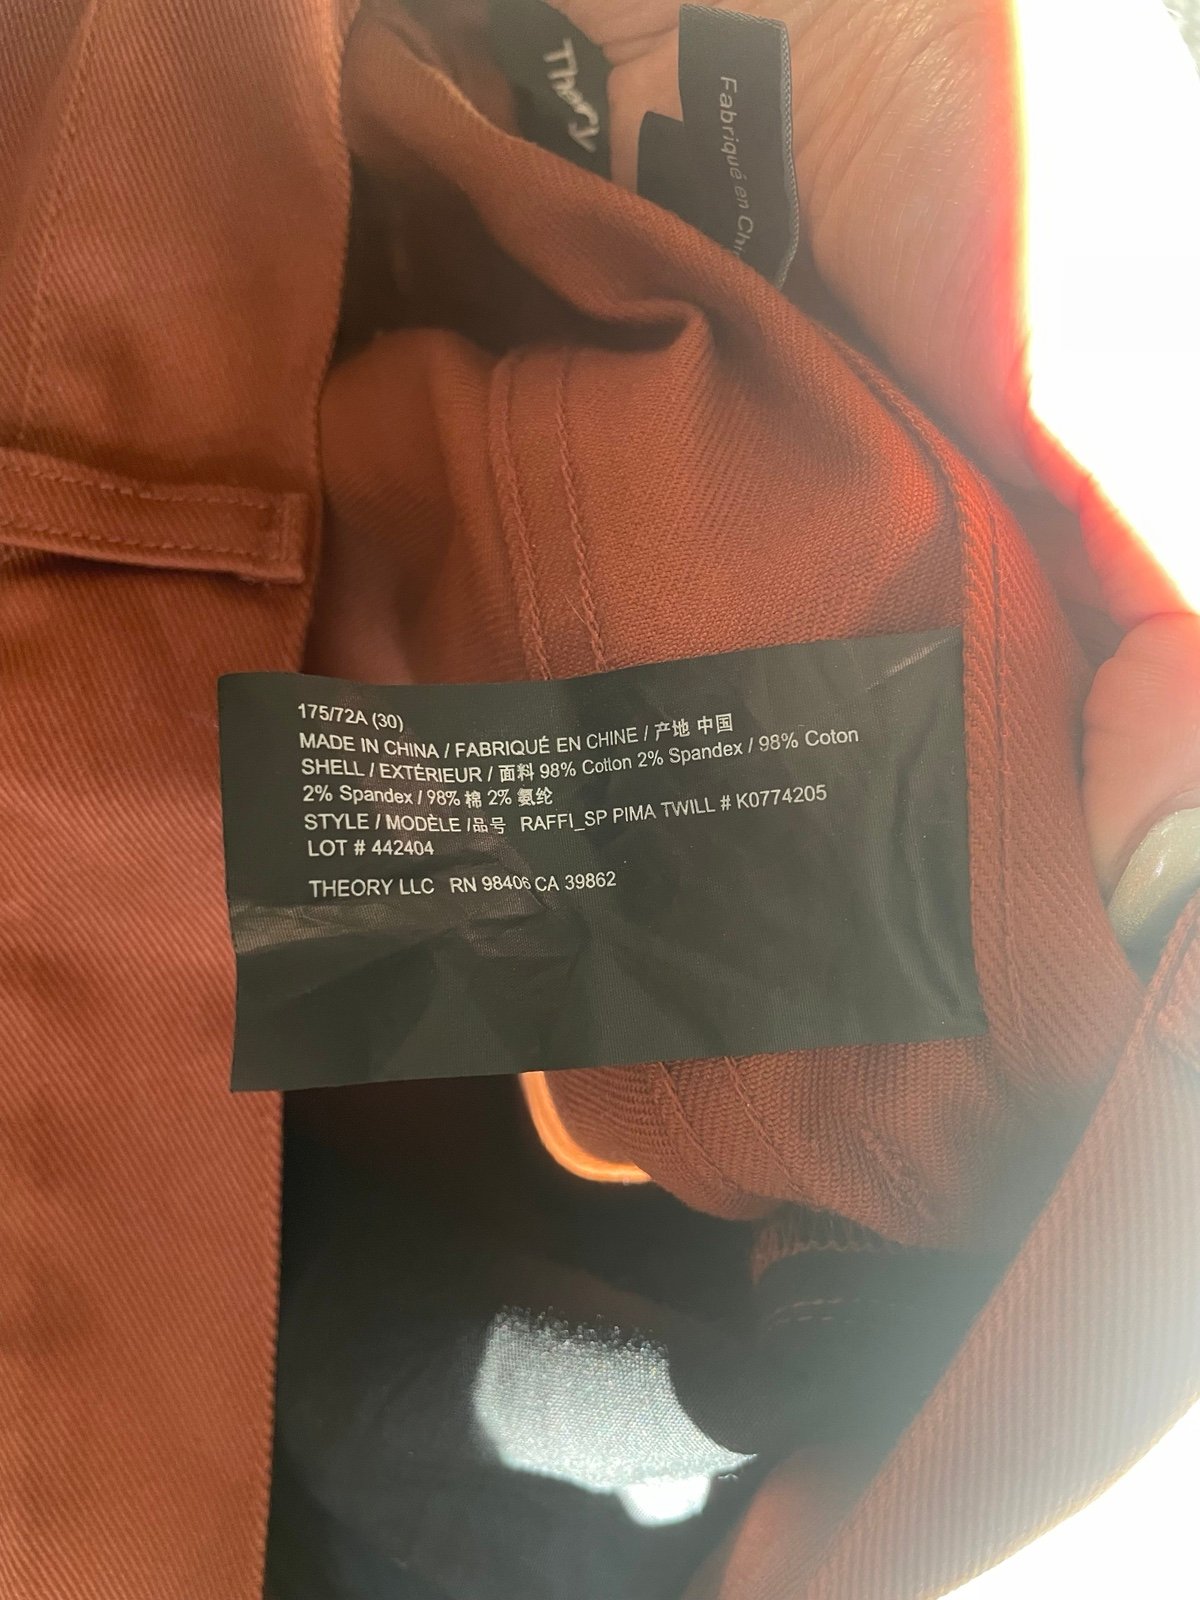 Theory
Fabriqué en
175/72A (30)
MADE IN CHINA / FABRIQUÉ EN CHINE / 产地 中国
SHELL / EXTÉRIEUR / 面料 98% Cotton 2% Spandex / 98% Coton
2% Spandex / 98% 棉 2% 氨纶
STYLE / MODÈLE /品号 RAFFI_SP PIMA TWILL # K0774205
LOT # 442404
THEORY LLC RN 98406 CA 39862